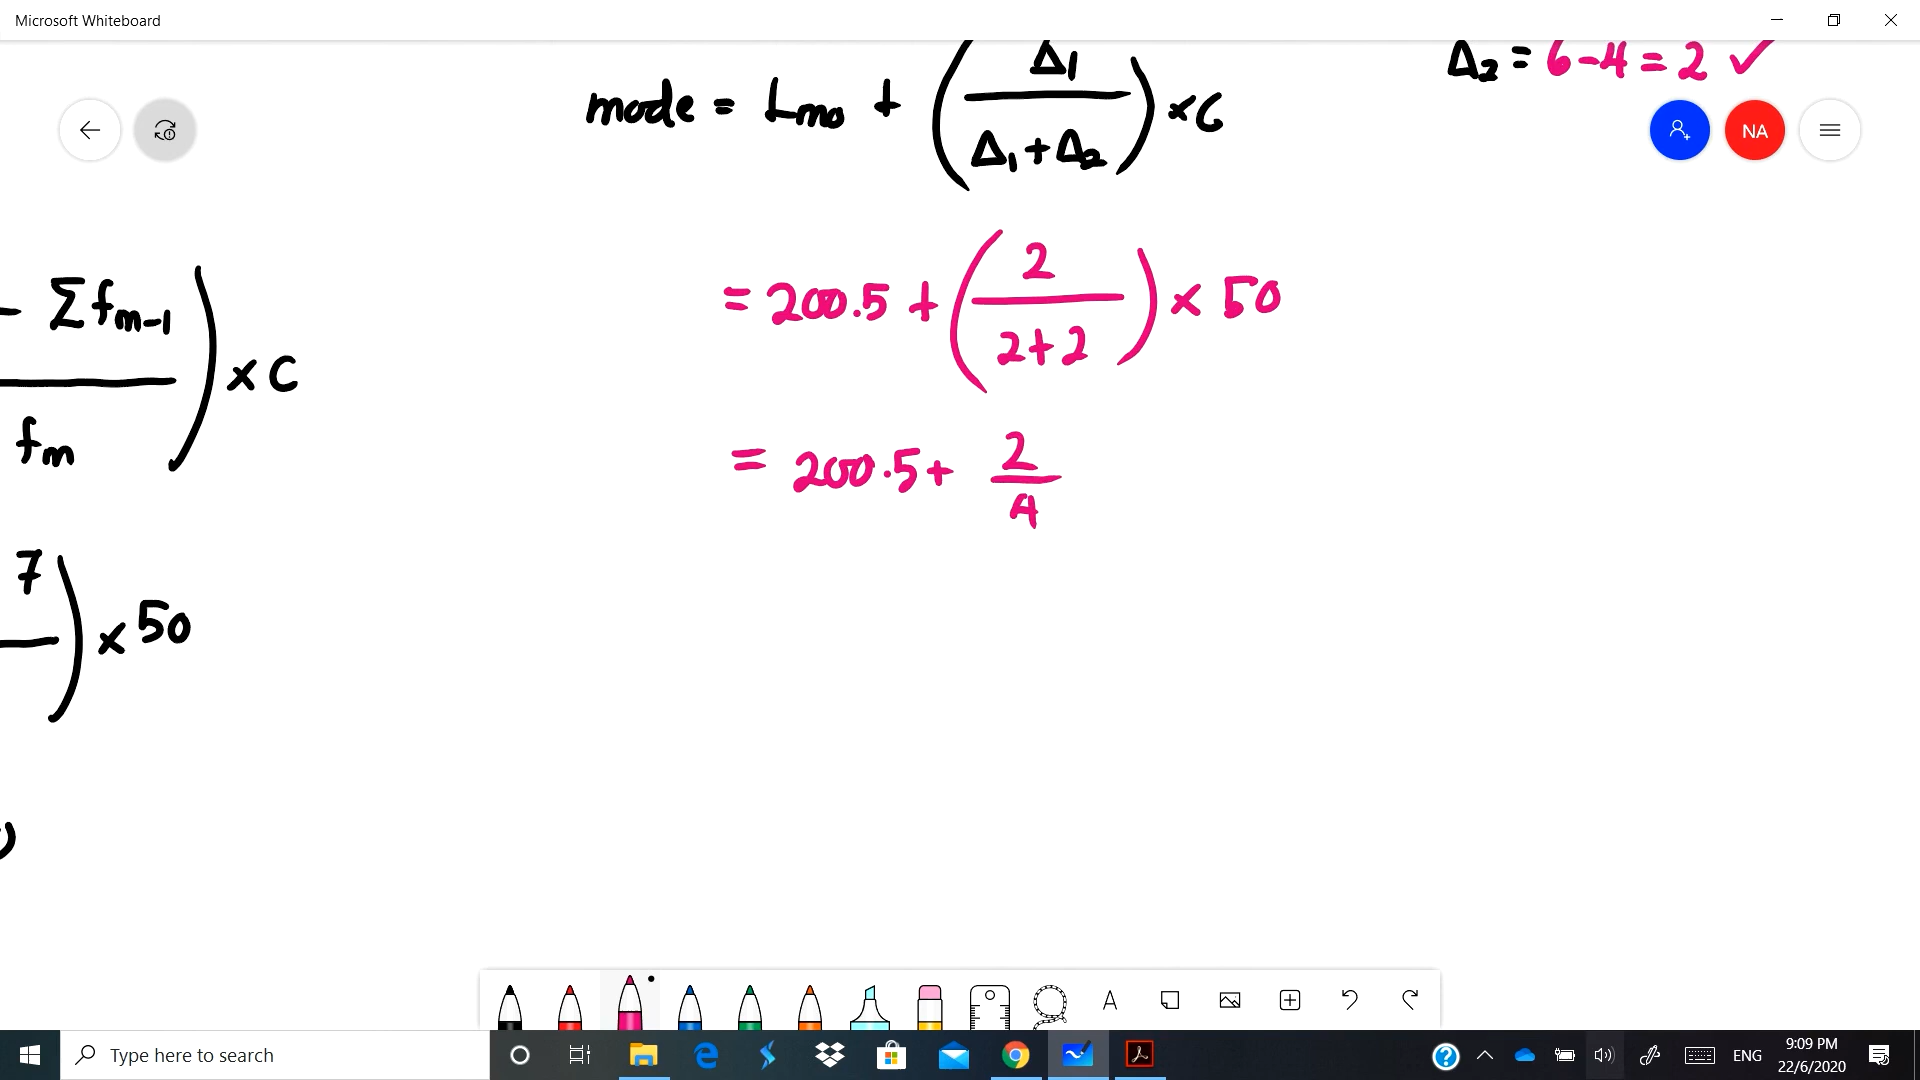 Microsoft Whiteboard
Δ₂ = 6-4 = 2 ✓
mode = Lmo + (Δ₁ / Δ₁+Δ₂) × C
NA
= 200.5 + (2 / 2+2) × 50
- Σfm-1
fm
) × C
= 200.5 + 2/4
7
) × 50
A
Type here to search
ENG
9:09 PM
22/6/2020